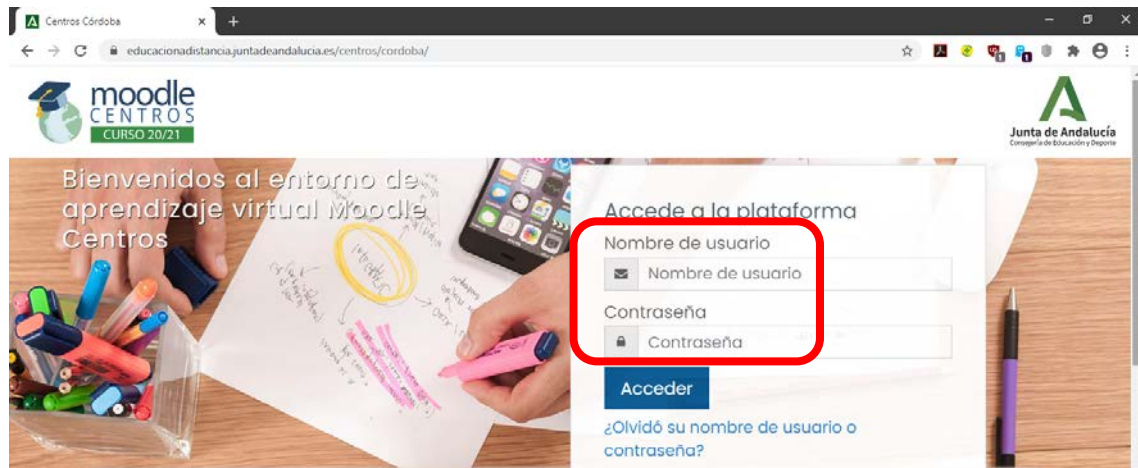 Centros Córdoba
educacionadistancia.juntadeandalucia.es/centros/cordoba/
moodle
CENTROS
CURSO 20/21
Junta de Andalucía
Consejería de Educación y Deporte
Bienvenidos al entorno de
aprendizaje virtual Moodle
Centros
Accede a la plataforma
Nombre de usuario
Nombre de usuario
Contraseña
Contraseña
Acceder
¿Olvidó su nombre de usuario o
contraseña?